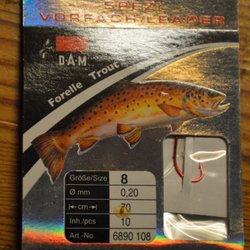 SPEZI
VORFACH/LEADER
D·A·M
Forelle Trout
Größe/Size 8
Ø mm 0,20
cm 70
Inh./pcs 10
Art.-No. 6890 108